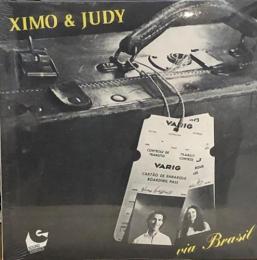 XIMO & JUDY
VARIG
CONTROLE DE
TRANSITO
VARIG
CARTÃO DE EMBARQUE
BOARDING PASS
via Brasil